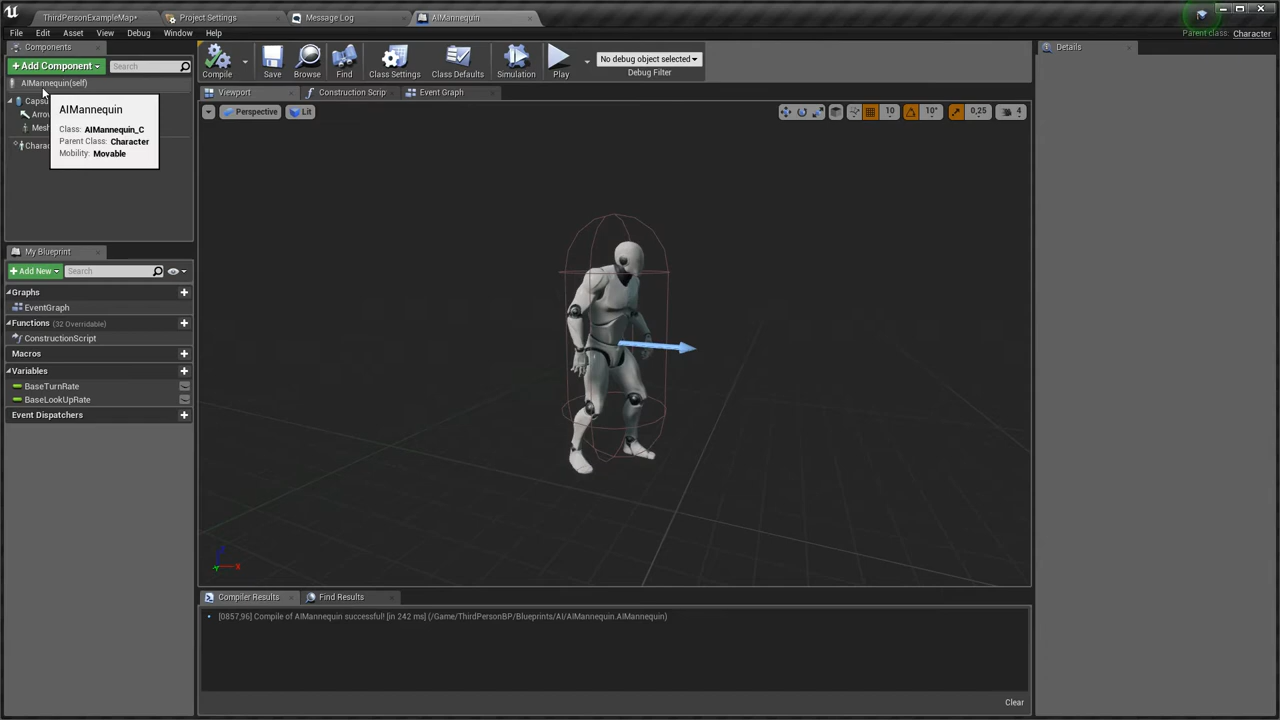 ThirdPersonExampleMap*
Project Settings
Message Log
AIMannequin
File
Edit
Asset
View
Debug
Window
Help
Parent class: Character
Components
+Add Component
Search
AIMannequin(self)
Capsu
Arro
Mesh
Charac
AIMannequin
Class: AIMannequin_C
Parent Class: Character
Mobility: Movable
Compile
Save
Browse
Find
Class Settings
Class Defaults
Simulation
Play
No debug object selected
Debug Filter
Details
Viewport
Construction Scrip
Event Graph
Perspective
Lit
10
10°
0,25
4
My Blueprint
+Add New
Search
Graphs
EventGraph
Functions (32 Overridable)
ConstructionScript
Macros
Variables
BaseTurnRate
BaseLookUpRate
Event Dispatchers
X
Compiler Results
Find Results
[0857,96] Compile of AIMannequin successful! [in 242 ms] (/Game/ThirdPersonBP/Blueprints/AI/AIMannequin.AIMannequin)
Clear